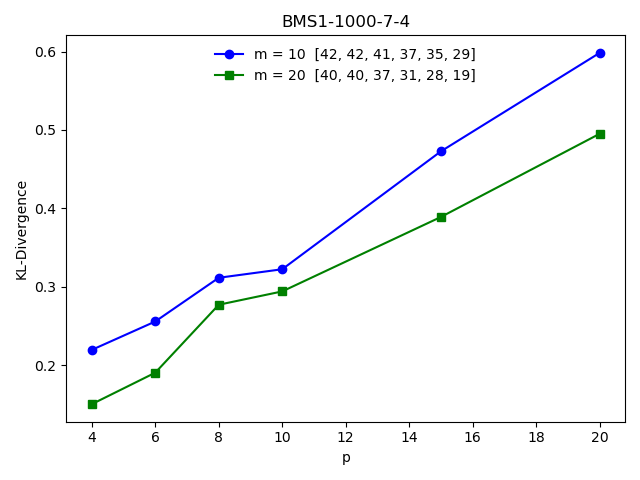 BMS1-1000-7-4
m = 10 [42, 42, 41, 37, 35, 29]
m = 20 [40, 40, 37, 31, 28, 19]
KL-Divergence
0.6
0.5
0.4
0.3
0.2
4 6 8 10 12 14 16 18 20
p